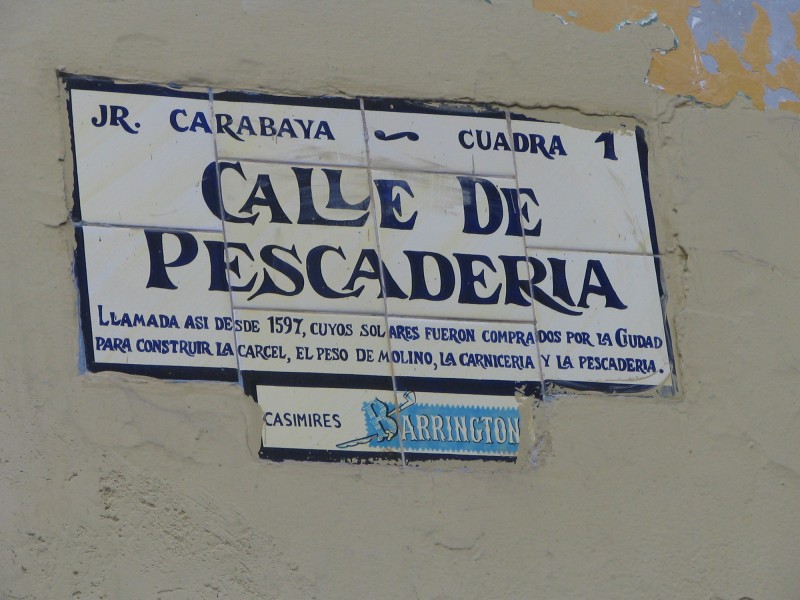 JR. CARABAYA ~ CUADRA 1
CALLE DE
PESCADERIA
LLAMADA ASI DESDE 1597, CUYOS SOLARES FUERON COMPRADOS POR LA CIUDAD
PARA CONSTRUIR LA CARCEL, EL PESO DE MOLINO, LA CARNICERIA Y LA PESCADERIA.
CASIMIRES BARRINGTON